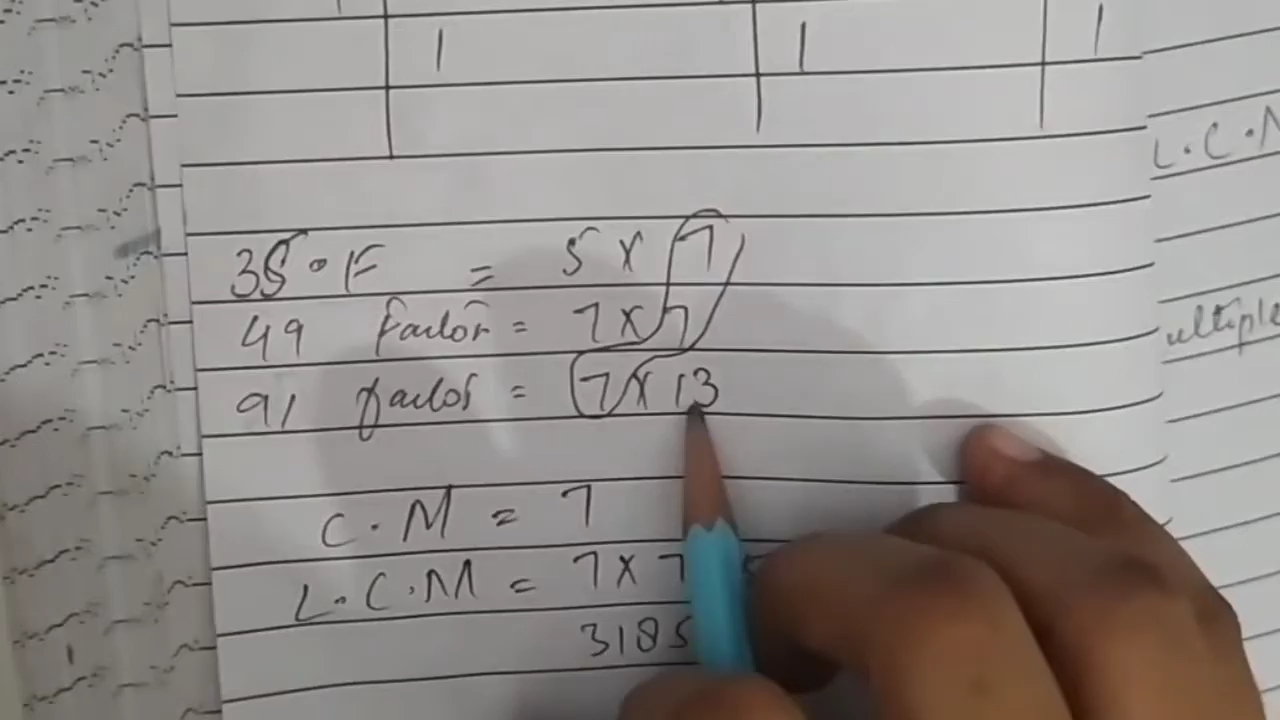 1 1 1
L.C.M
35.F = 5 x 7
49 Factor = 7 x 7
ultiple
91 factor = 7 x 13
C.M = 7
L.C.M = 7 x 7
3185